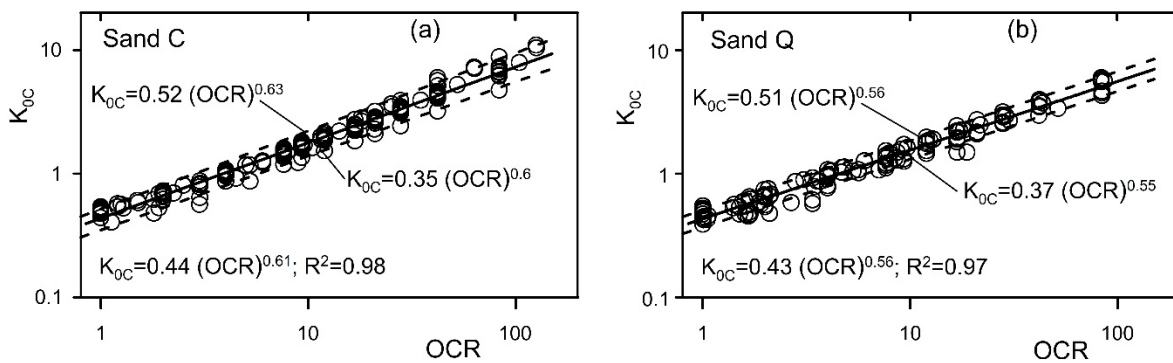 Sand C
(a)
10
1
0.1
K₀C
K₀C=0.52 (OCR)⁰·⁶³
K₀C=0.35 (OCR)⁰·⁶
K₀C=0.44 (OCR)⁰·⁶¹; R²=0.98
1
10
100
OCR
Sand Q
(b)
10
1
0.1
K₀C
K₀C=0.51 (OCR)⁰·⁵⁶
K₀C=0.37 (OCR)⁰·⁵⁵
K₀C=0.43 (OCR)⁰·⁵⁶; R²=0.97
1
10
100
OCR